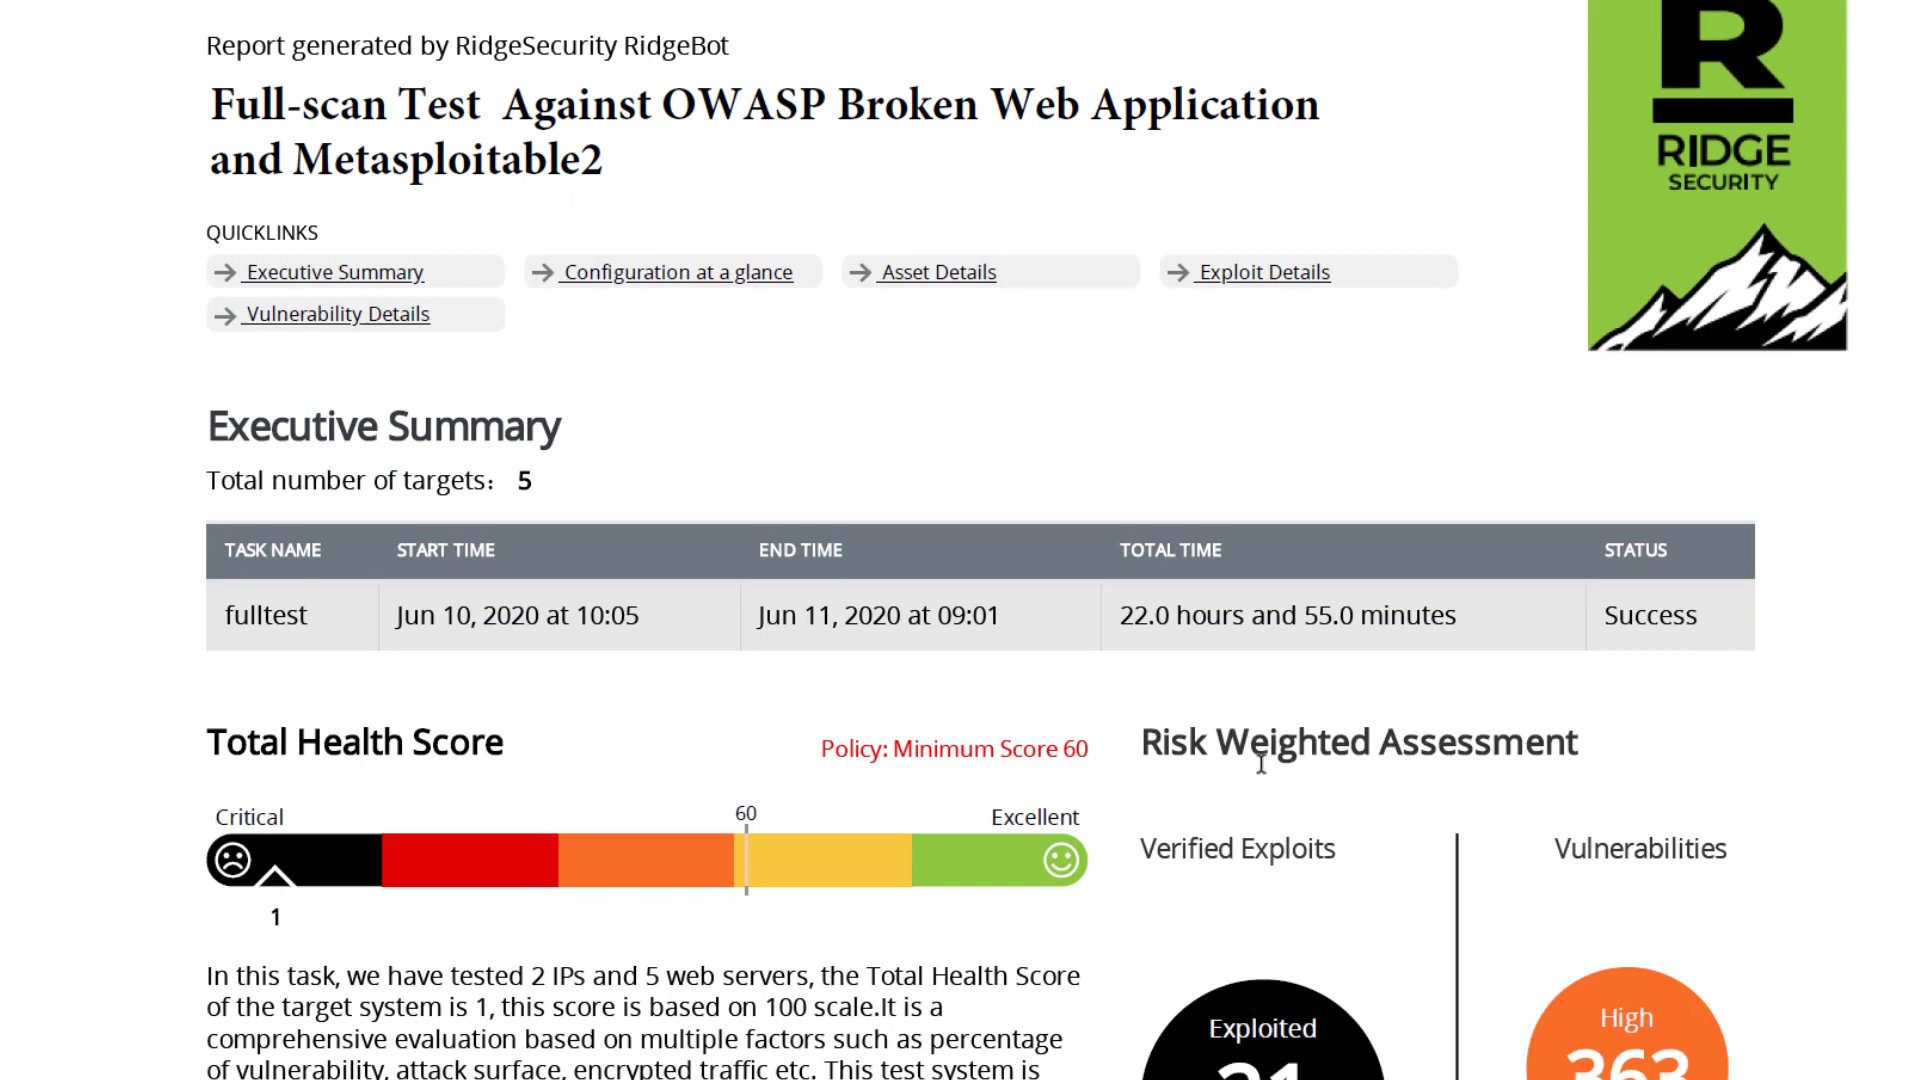 Report generated by RidgeSecurity RidgeBot
Full-scan Test Against OWASP Broken Web Application
and Metasploitable2
R
RIDGE
SECURITY
QUICKLINKS
Executive Summary
Configuration at a glance
Asset Details
Exploit Details
Vulnerability Details
Executive Summary
Total number of targets: 5
TASK NAME START TIME END TIME TOTAL TIME STATUS
fulltest Jun 10, 2020 at 10:05 Jun 11, 2020 at 09:01 22.0 hours and 55.0 minutes Success
Total Health Score
Policy: Minimum Score 60
Critical
60
Excellent
1
In this task, we have tested 2 IPs and 5 web servers, the Total Health Score
of the target system is 1, this score is based on 100 scale.It is a
comprehensive evaluation based on multiple factors such as percentage
of vulnerability, attack surface, encrypted traffic etc. This test system is
Risk Weighted Assessment
Verified Exploits
Vulnerabilities
Exploited
High
363